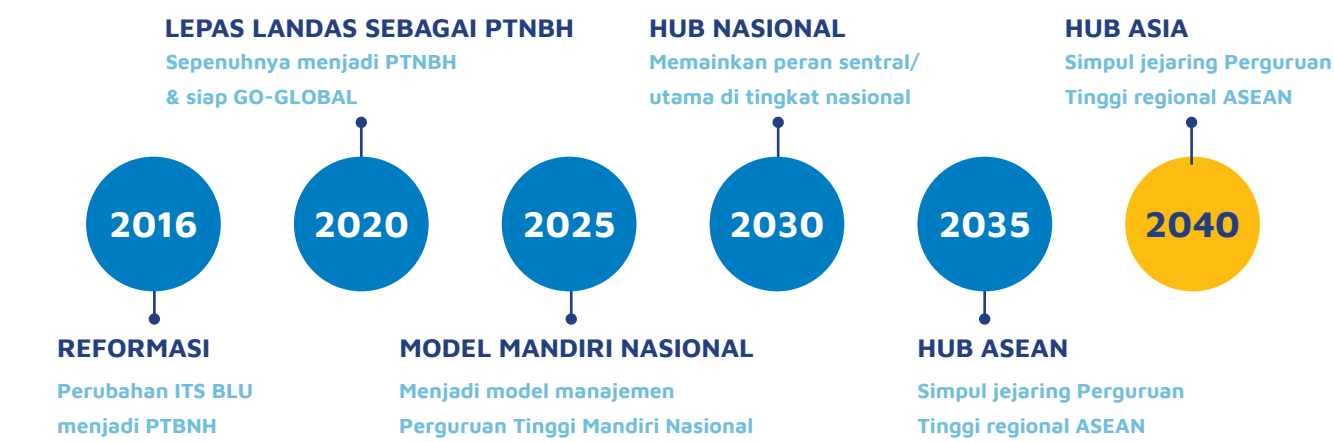 LEPAS LANDAS SEBAGAI PTNBH
Sepenuhnya menjadi PTNBH
& siap GO-GLOBAL
HUB NASIONAL
Memainkan peran sentral/
utama di tingkat nasional
HUB ASIA
Simpul jejaring Perguruan
Tinggi regional ASEAN
2016
2020
2025
2030
2035
2040
REFORMASI
Perubahan ITS BLU
menjadi PTBNH
MODEL MANDIRI NASIONAL
Menjadi model manajemen
Perguruan Tinggi Mandiri Nasional
HUB ASEAN
Simpul jejaring Perguruan
Tinggi regional ASEAN